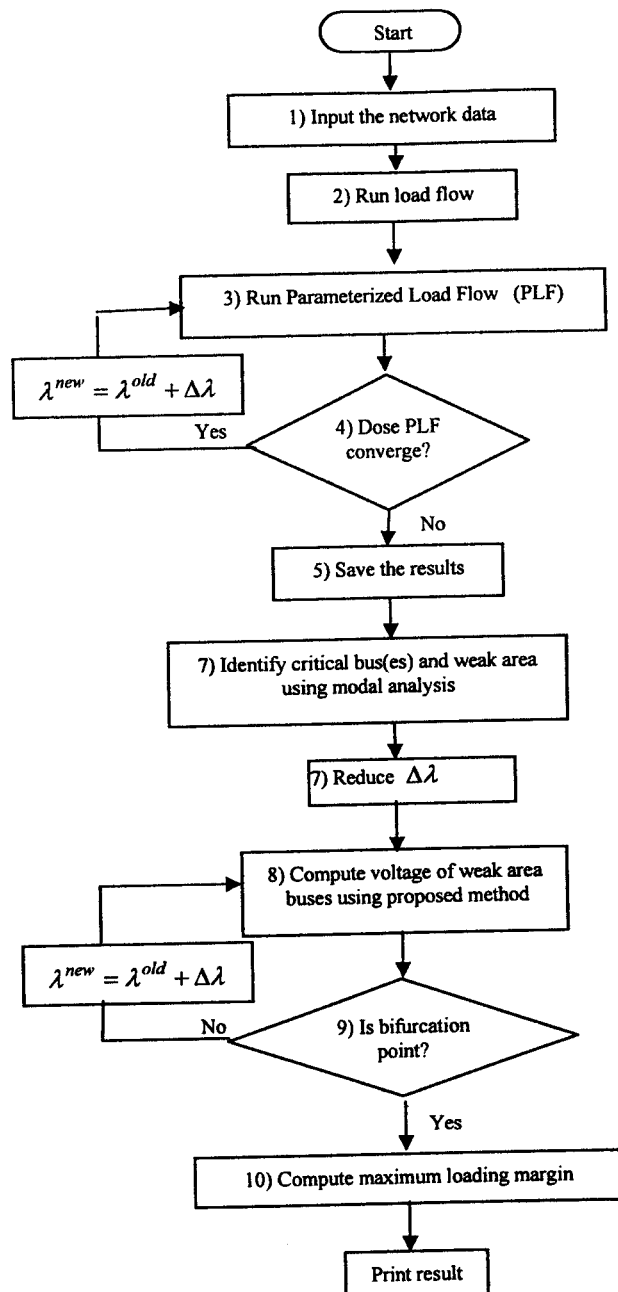 Start
1) Input the network data
2) Run load flow
3) Run Parameterized Load Flow (PLF)
λ^new = λ^old + Δλ
Yes
4) Dose PLF
converge?
No
5) Save the results
7) Identify critical bus(es) and weak area
using modal analysis
7) Reduce Δλ
8) Compute voltage of weak area
buses using proposed method
λ^new = λ^old + Δλ
No
9) Is bifurcation
point?
Yes
10) Compute maximum loading margin
Print result